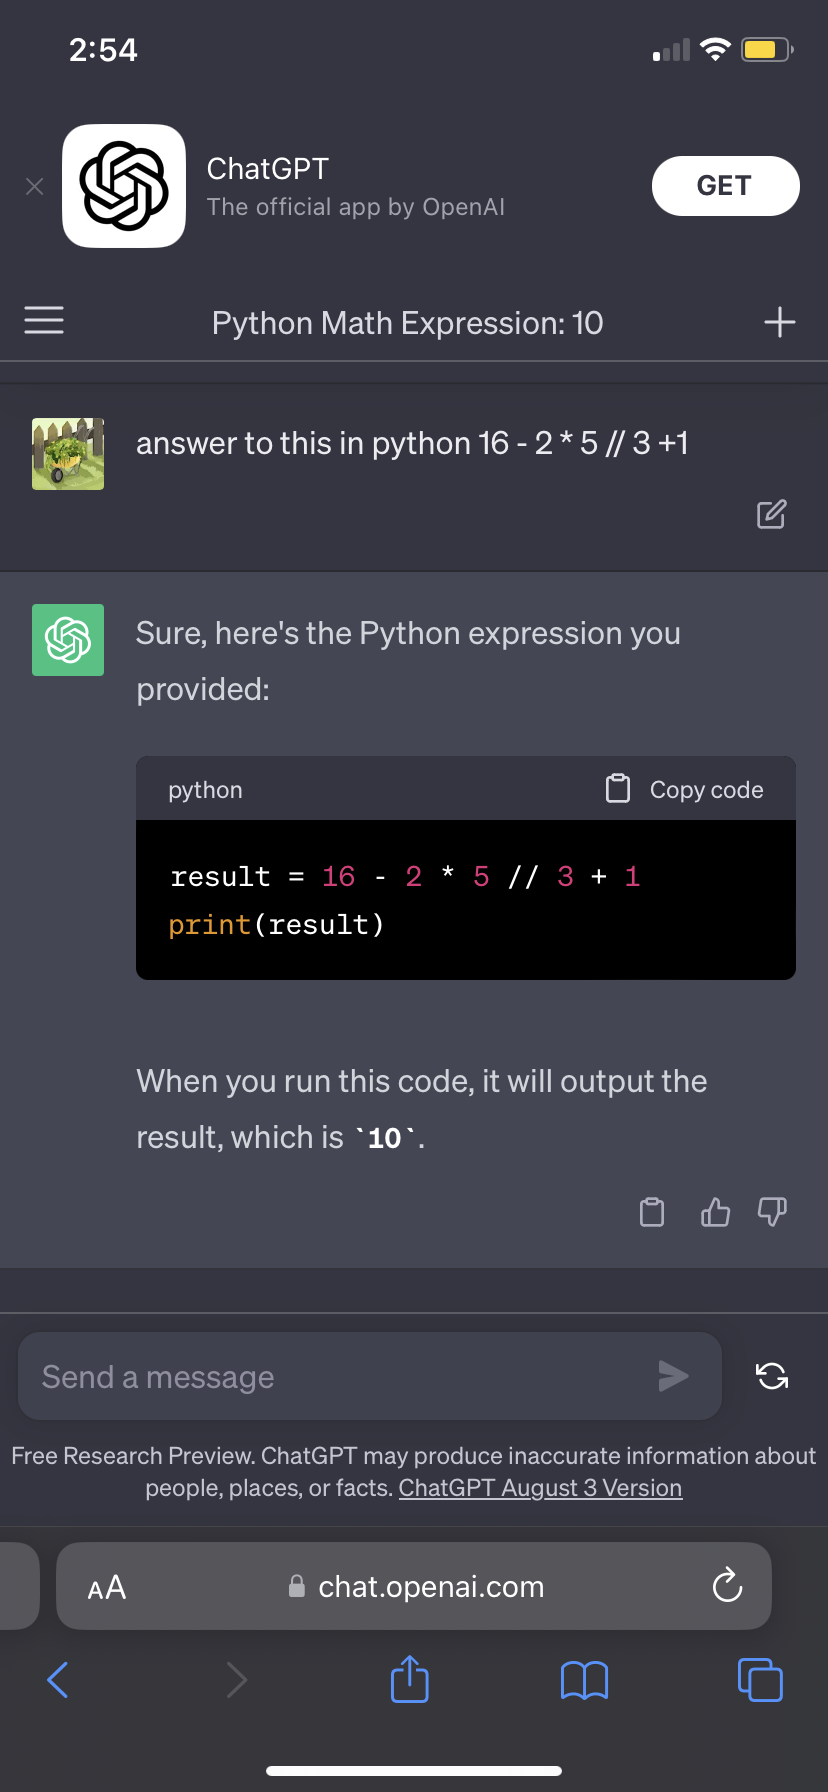 2:54
ChatGPT
The official app by OpenAI
GET
Python Math Expression: 10
answer to this in python 16 - 2 * 5 // 3 +1
Sure, here's the Python expression you
provided:
python
Copy code
result = 16 - 2 * 5 // 3 + 1
print(result)
When you run this code, it will output the
result, which is `10`.
Send a message
Free Research Preview. ChatGPT may produce inaccurate information about
people, places, or facts. ChatGPT August 3 Version
AA
chat.openai.com